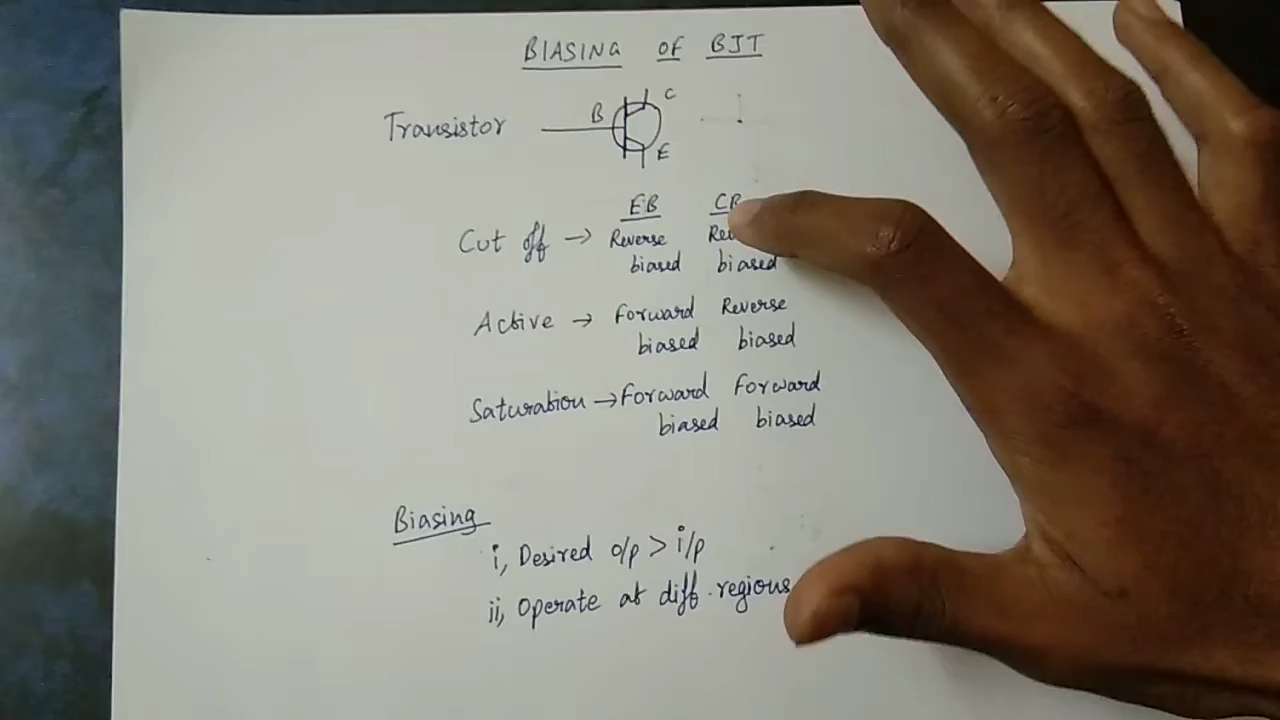 BIASING OF BJT
Transistor B C
E
EB
Cut off → Reverse
biased biased
Active → Forward Reverse
biased biased
Saturation → Forward Forward
biased biased
Biasing
i, Desired o/p > i/p
ii, Operate at diff. regions